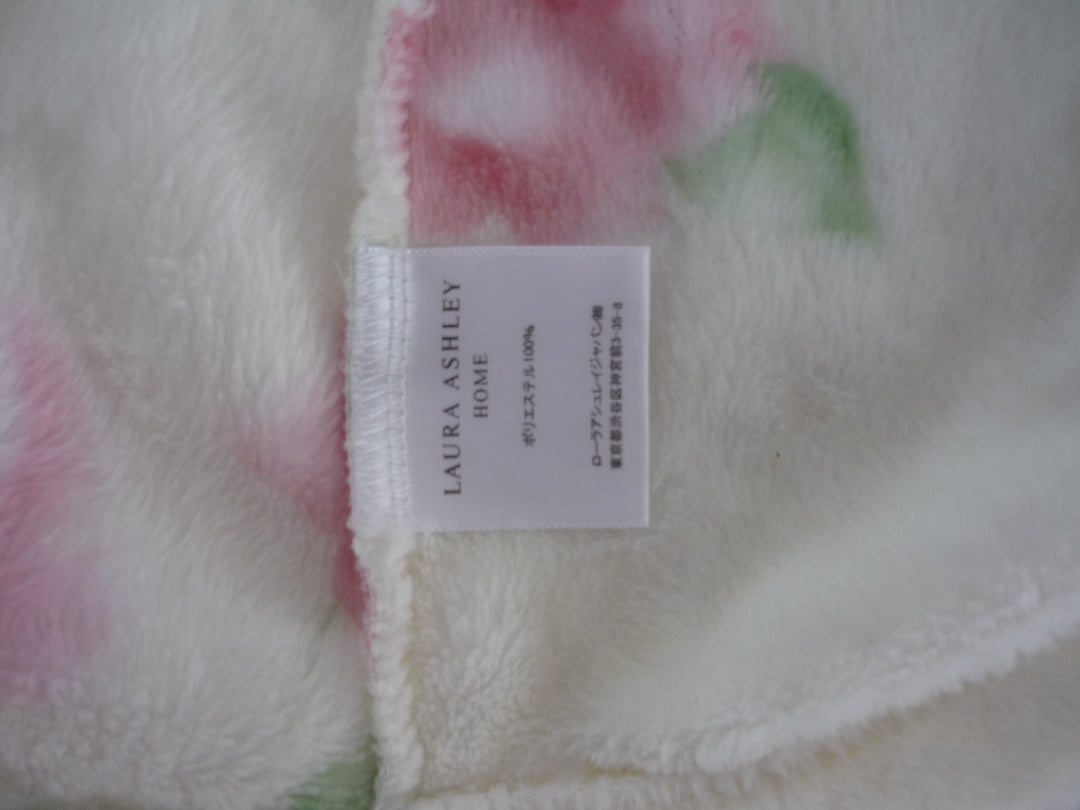 LAURA ASHLEY
HOME
ポリエステル100%
ローラアシュレイジャパン㈱
東京都渋谷区神宮前3-35-8